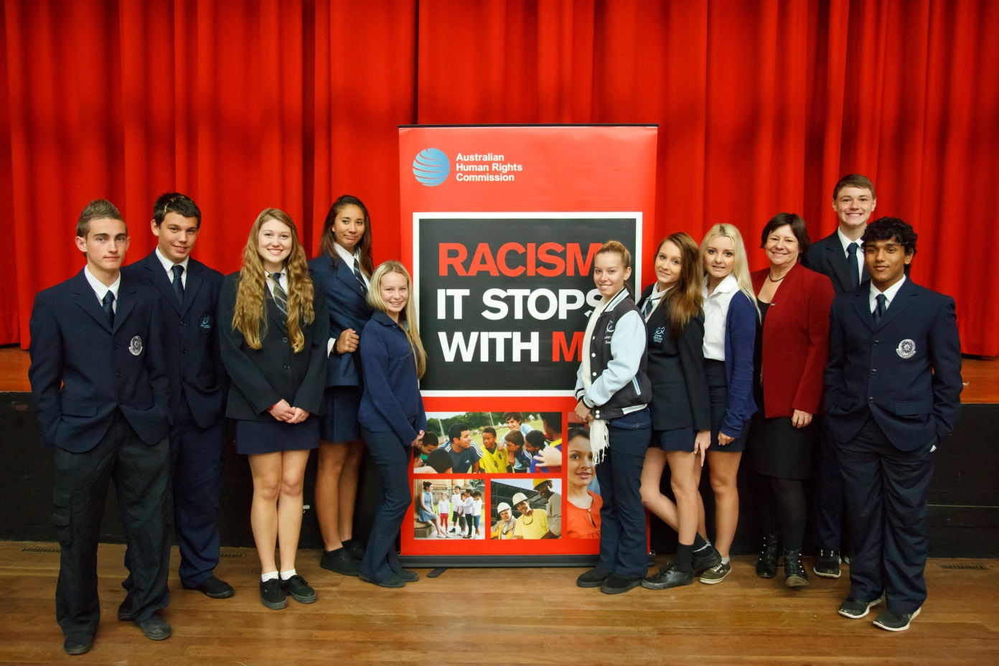 Australian
Human Rights
Commission
RACISM
IT STOPS
WITH M